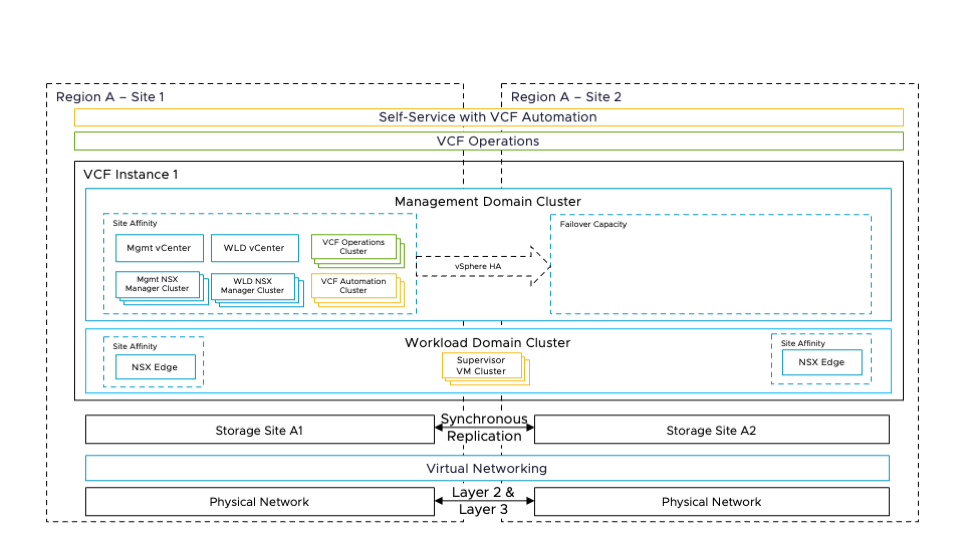 Region A – Site 1
Region A – Site 2
Self-Service with VCF Automation
VCF Operations
VCF Instance 1
Management Domain Cluster
Site Affinity
Mgmt vCenter
WLD vCenter
VCF Operations
Cluster
Mgmt NSX
Manager Cluster
WLD NSX
Manager Cluster
VCF Automation
Cluster
vSphere HA
Failover Capacity
Workload Domain Cluster
Site Affinity
NSX Edge
Supervisor
VM Cluster
Site Affinity
NSX Edge
Storage Site A1
Synchronous
Replication
Storage Site A2
Virtual Networking
Physical Network
Layer 2 &
Layer 3
Physical Network